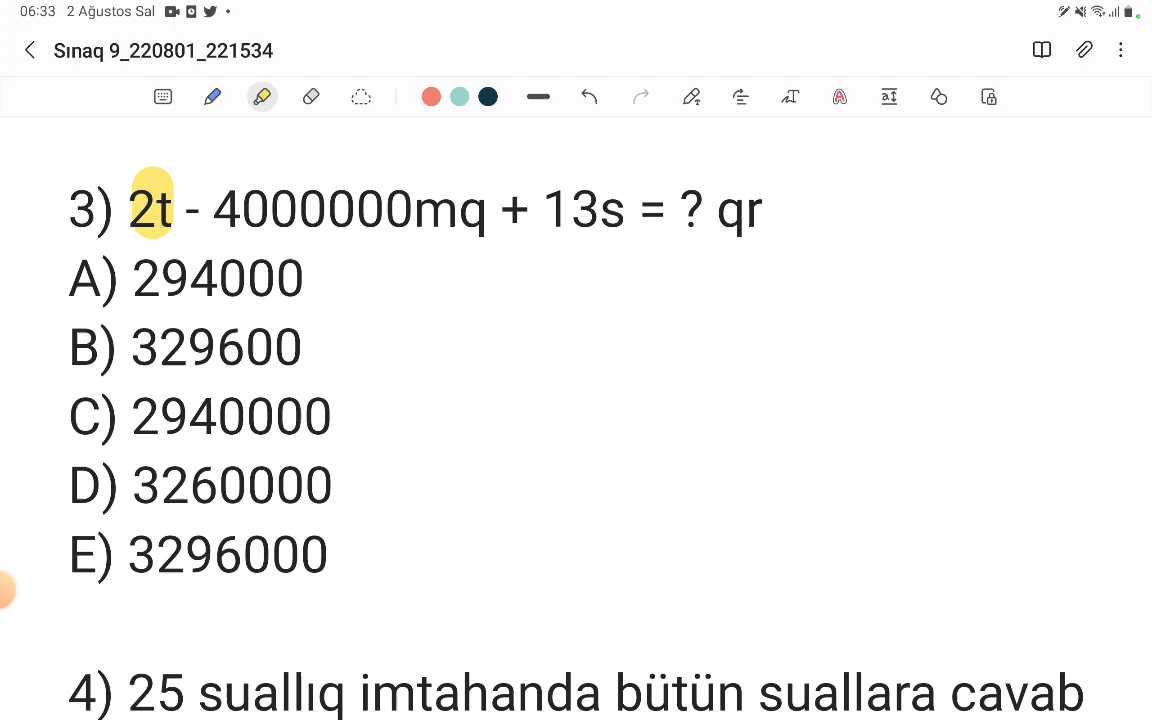 06:33 2 Ağustos Sal
Sınaq 9_220801_221534
3) 2t - 4000000mq + 13s = ? qr
A) 294000
B) 329600
C) 2940000
D) 3260000
E) 3296000
4) 25 suallıq imtahanda bütün suallara cavab